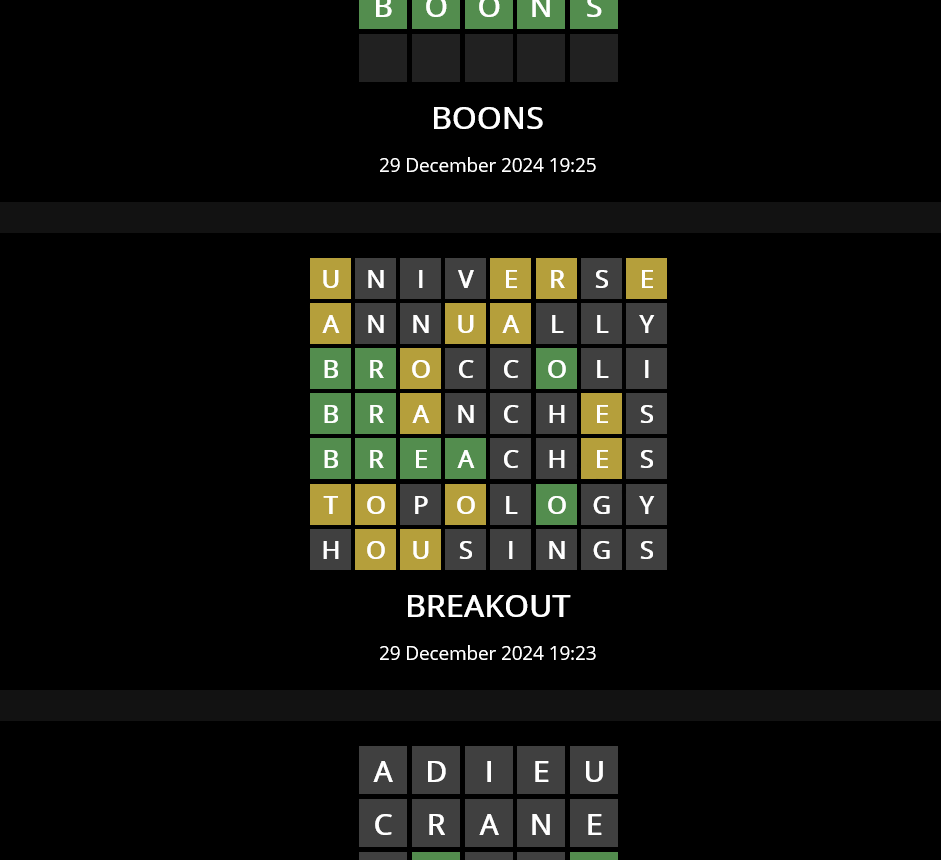 BOONS
BOONS
29 December 2024 19:25
UNIVERSE
ANNUALLY
BROCCOLI
BRANCHES
BREACHES
TOPOLOGY
HOUSINGS
BREAKOUT
29 December 2024 19:23
ADIEU
CRANE